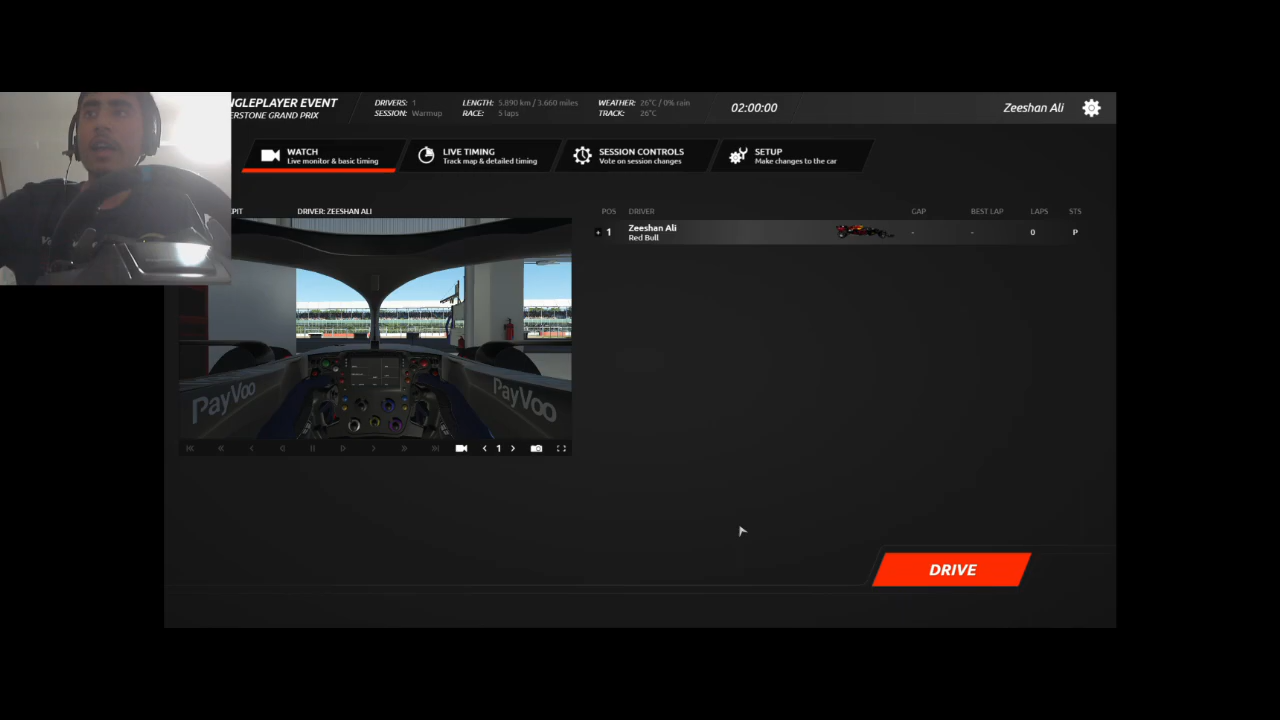 NGLEPLAYER EVENT
ERSTONE GRAND PRIX
DRIVERS: 1
SESSION: Warmup
LENGTH: 5.890 km / 3.660 miles
RACE: 5 laps
WEATHER: 26°C / 0% rain
TRACK: 26°C
02:00:00
Zeeshan Ali
WATCH
Live monitor & basic timing
LIVE TIMING
Track map & detailed timing
SESSION CONTROLS
Vote on session changes
SETUP
Make changes to the car
PIT
DRIVER: ZEESHAN ALI
POS DRIVER GAP BEST LAP LAPS STS
+ 1 Zeeshan Ali - - 0 P
Red Bull
PayVoo
PayVoo
1
DRIVE